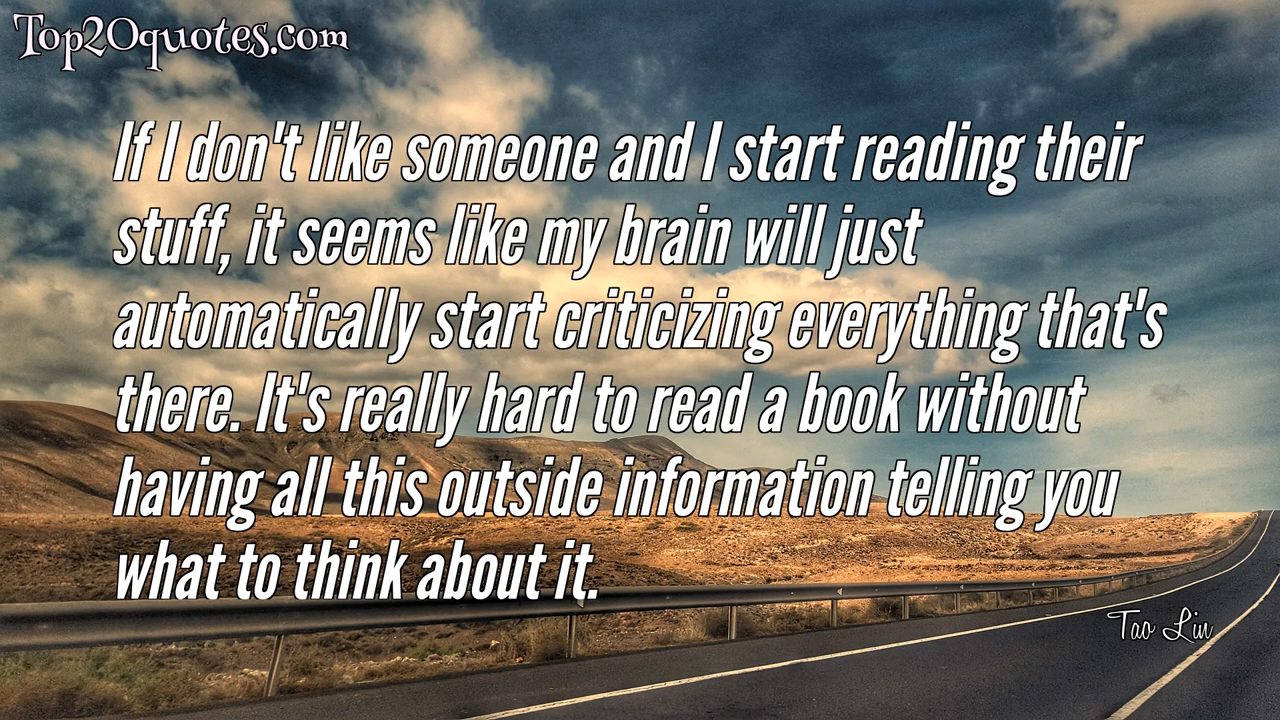 Top20quotes.com
If I don't like someone and I start reading their
stuff, it seems like my brain will just
automatically start criticizing everything that's
there. It's really hard to read a book without
having all this outside information telling you
what to think about it.
Tao Lin